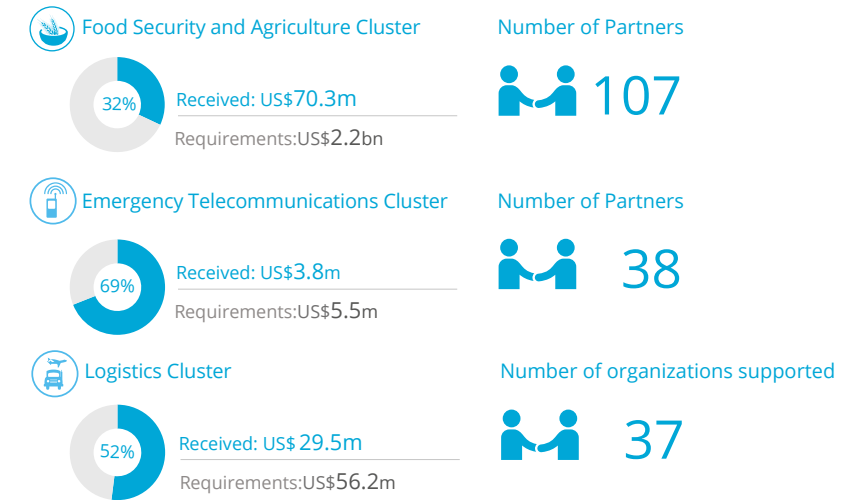 Food Security and Agriculture Cluster
Number of Partners
32%
Received: US$70.3m
107
Requirements:US$2.2bn
Emergency Telecommunications Cluster
Number of Partners
69%
Received: US$3.8m
38
Requirements:US$5.5m
Logistics Cluster
Number of organizations supported
52%
Received: US$ 29.5m
37
Requirements:US$56.2m